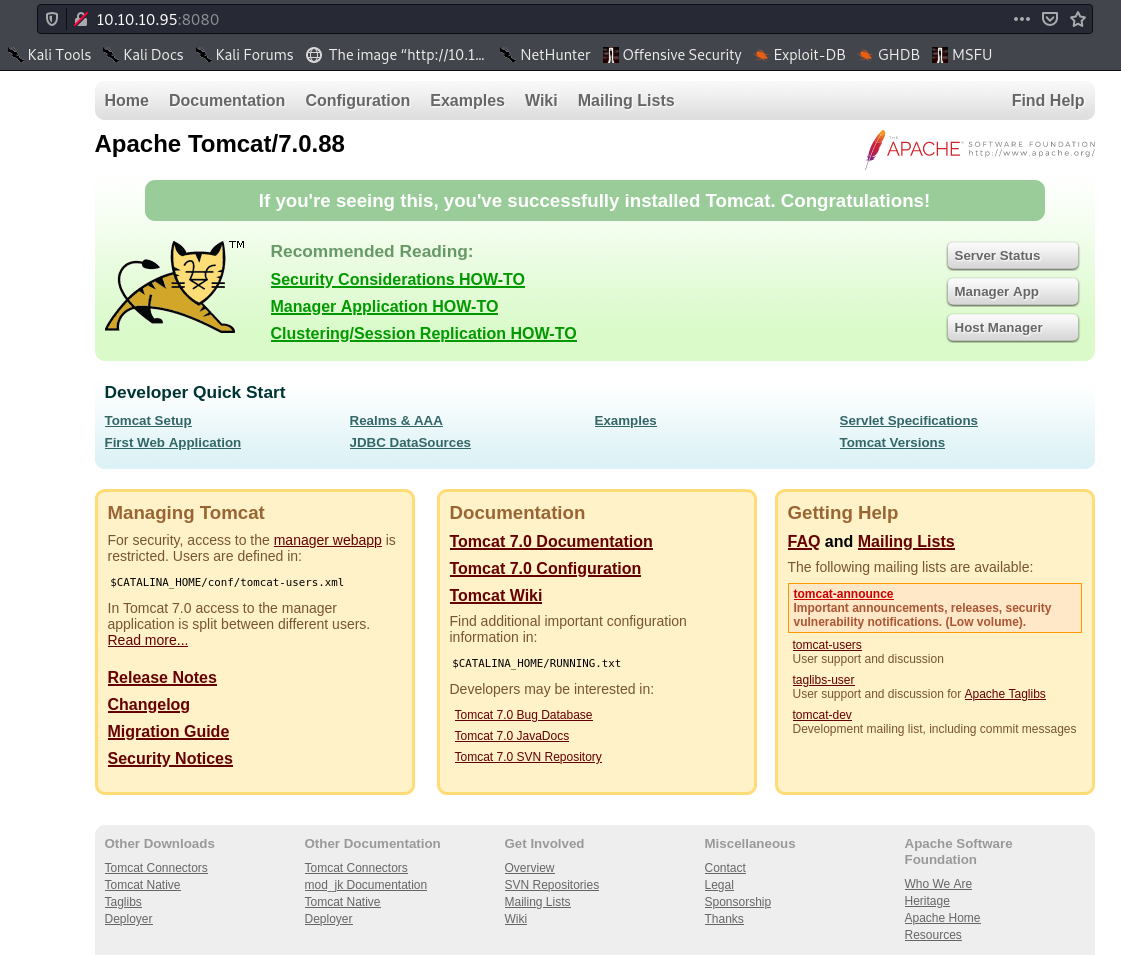 10.10.10.95:8080
Kali Tools Kali Docs Kali Forums The image “http://10.1... NetHunter Offensive Security Exploit-DB GHDB MSFU
Home Documentation Configuration Examples Wiki Mailing Lists Find Help
Apache Tomcat/7.0.88
THE APACHE SOFTWARE FOUNDATION
http://www.apache.org/
If you're seeing this, you've successfully installed Tomcat. Congratulations!
TM
Recommended Reading:
Security Considerations HOW-TO
Manager Application HOW-TO
Clustering/Session Replication HOW-TO
Server Status
Manager App
Host Manager
Developer Quick Start
Tomcat Setup
First Web Application
Realms & AAA
JDBC DataSources
Examples
Servlet Specifications
Tomcat Versions
Managing Tomcat
For security, access to the manager webapp is
restricted. Users are defined in:
$CATALINA_HOME/conf/tomcat-users.xml
In Tomcat 7.0 access to the manager
application is split between different users.
Read more...
Release Notes
Changelog
Migration Guide
Security Notices
Documentation
Tomcat 7.0 Documentation
Tomcat 7.0 Configuration
Tomcat Wiki
Find additional important configuration
information in:
$CATALINA_HOME/RUNNING.txt
Developers may be interested in:
Tomcat 7.0 Bug Database
Tomcat 7.0 JavaDocs
Tomcat 7.0 SVN Repository
Getting Help
FAQ and Mailing Lists
The following mailing lists are available:
tomcat-announce
Important announcements, releases, security
vulnerability notifications. (Low volume).
tomcat-users
User support and discussion
taglibs-user
User support and discussion for Apache Taglibs
tomcat-dev
Development mailing list, including commit messages
Other Downloads
Tomcat Connectors
Tomcat Native
Taglibs
Deployer
Other Documentation
Tomcat Connectors
mod_jk Documentation
Tomcat Native
Deployer
Get Involved
Overview
SVN Repositories
Mailing Lists
Wiki
Miscellaneous
Contact
Legal
Sponsorship
Thanks
Apache Software
Foundation
Who We Are
Heritage
Apache Home
Resources